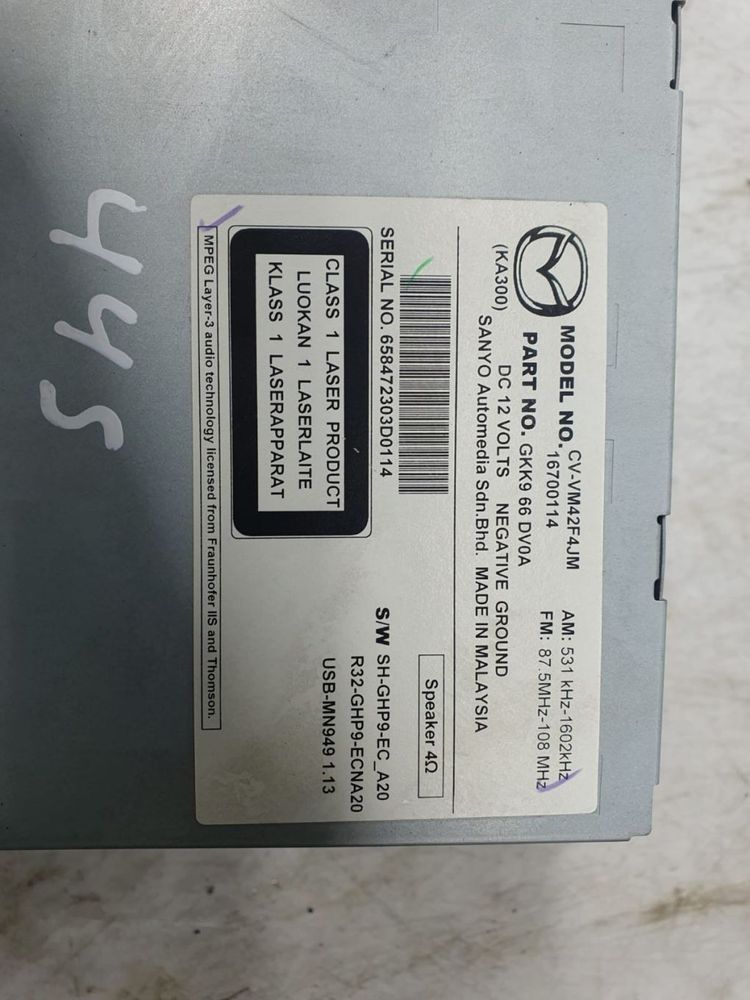 MODEL NO. CV-VM42F4JM
16700114
AM: 531 kHz-1602kHz
FM: 87.5MHz-108 MHz
PART NO. GKK9 66 DV0A
DC 12 VOLTS NEGATIVE GROUND
(KA300) SANYO Automedia Sdn.Bhd. MADE IN MALAYSIA
SERIAL NO. 658472303D0114
Speaker 4Ω
S/W SH-GHP9-EC_A20
R32-GHP9-ECNA20
USB-MN949 1.13
CLASS 1 LASER PRODUCT
LUOKAN 1 LASERLAITE
KLASS 1 LASERAPPARAT
MPEG Layer-3 audio technology licensed from Fraunhofer IIS and Thomson.
445